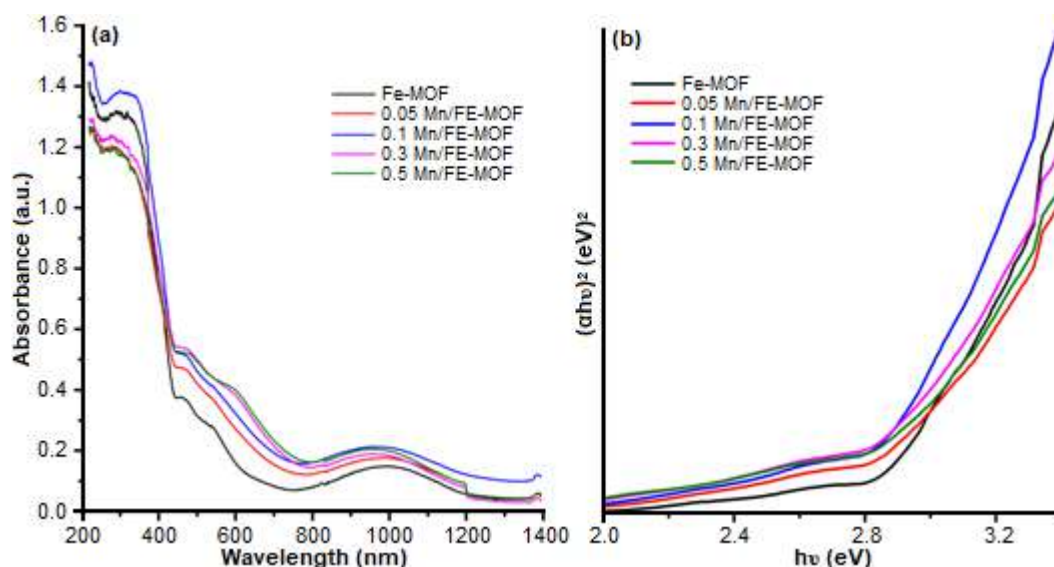 (a)
Fe-MOF
0.05 Mn/FE-MOF
0.1 Mn/FE-MOF
0.3 Mn/FE-MOF
0.5 Mn/FE-MOF
Absorbance (a.u.)
1.6
1.4
1.2
1.0
0.8
0.6
0.4
0.2
0.0
200 400 600 800 1000 1200 1400
Wavelength (nm)
(b)
Fe-MOF
0.05 Mn/FE-MOF
0.1 Mn/FE-MOF
0.3 Mn/FE-MOF
0.5 Mn/FE-MOF
(αhυ)² (eV)²
2.0 2.4 2.8 3.2
hυ (eV)